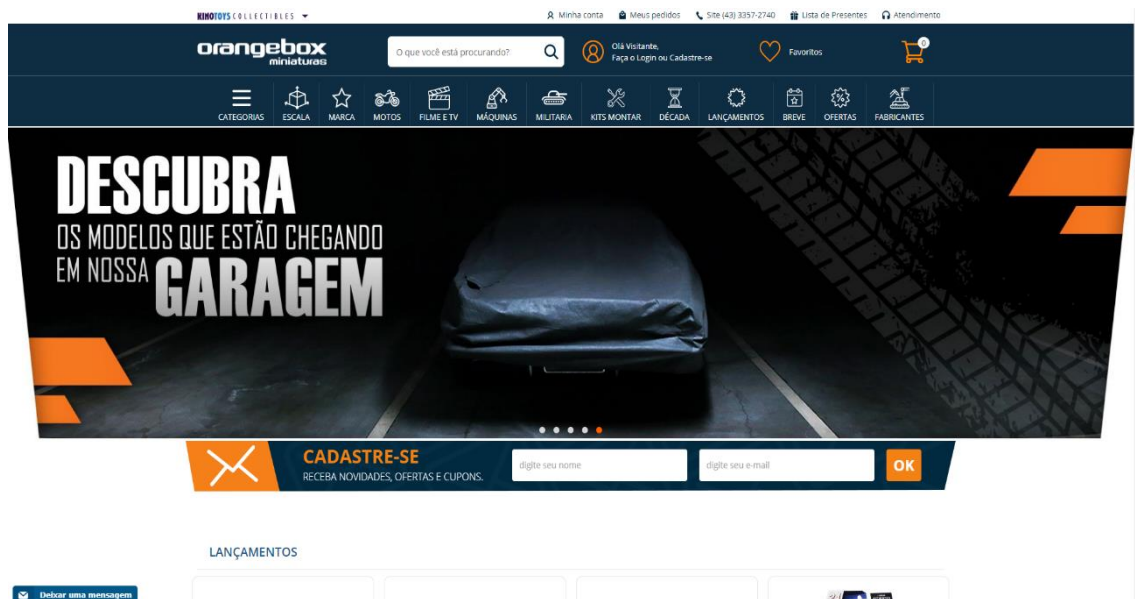 KIMOTOYS COLLECTIBLES
Minha conta
Meus pedidos
Site (43) 3357-2740
Lista de Presentes
Atendimento
orangebox
miniaturas
O que você está procurando?
Olá Visitante,
Faça o Login ou Cadastre-se
Favoritos
0
CATEGORIAS
ESCALA
MARCA
MOTOS
FILME E TV
MÁQUINAS
MILITARIA
KITS MONTAR
DÉCADA
LANÇAMENTOS
BREVE
OFERTAS
FABRICANTES
DESCUBRA
OS MODELOS QUE ESTÃO CHEGANDO
EM NOSSA GARAGEM
CADASTRE-SE
RECEBA NOVIDADES, OFERTAS E CUPONS.
digite seu nome
digite seu e-mail
OK
LANÇAMENTOS
Deixar uma mensagem